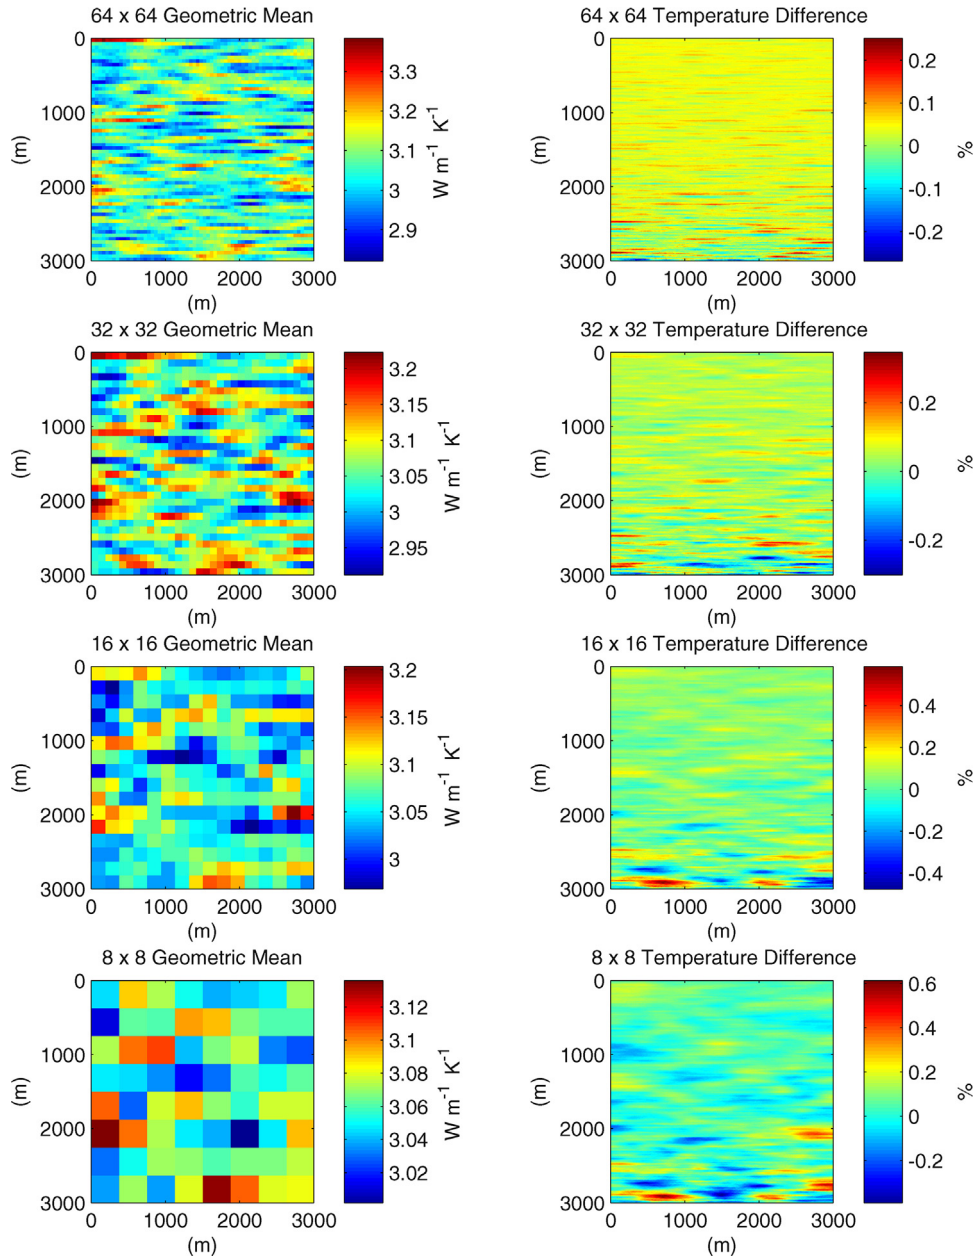 64 x 64 Geometric Mean
0
1000
2000
3000
(m)
0 1000 2000 3000
(m)
3.3
3.2
3.1
3
2.9
W m⁻¹ K⁻¹
64 x 64 Temperature Difference
0
1000
2000
3000
(m)
0 1000 2000 3000
(m)
0.2
0.1
0
-0.1
-0.2
%
32 x 32 Geometric Mean
0
1000
2000
3000
(m)
0 1000 2000 3000
(m)
3.2
3.15
3.1
3.05
3
2.95
W m⁻¹ K⁻¹
32 x 32 Temperature Difference
0
1000
2000
3000
(m)
0 1000 2000 3000
(m)
0.2
0
-0.2
%
16 x 16 Geometric Mean
0
1000
2000
3000
(m)
0 1000 2000 3000
(m)
3.2
3.15
3.1
3.05
3
W m⁻¹ K⁻¹
16 x 16 Temperature Difference
0
1000
2000
3000
(m)
0 1000 2000 3000
(m)
0.4
0.2
0
-0.2
-0.4
%
8 x 8 Geometric Mean
0
1000
2000
3000
(m)
0 1000 2000 3000
(m)
3.12
3.1
3.08
3.06
3.04
3.02
W m⁻¹ K⁻¹
8 x 8 Temperature Difference
0
1000
2000
3000
(m)
0 1000 2000 3000
(m)
0.6
0.4
0.2
0
-0.2
%